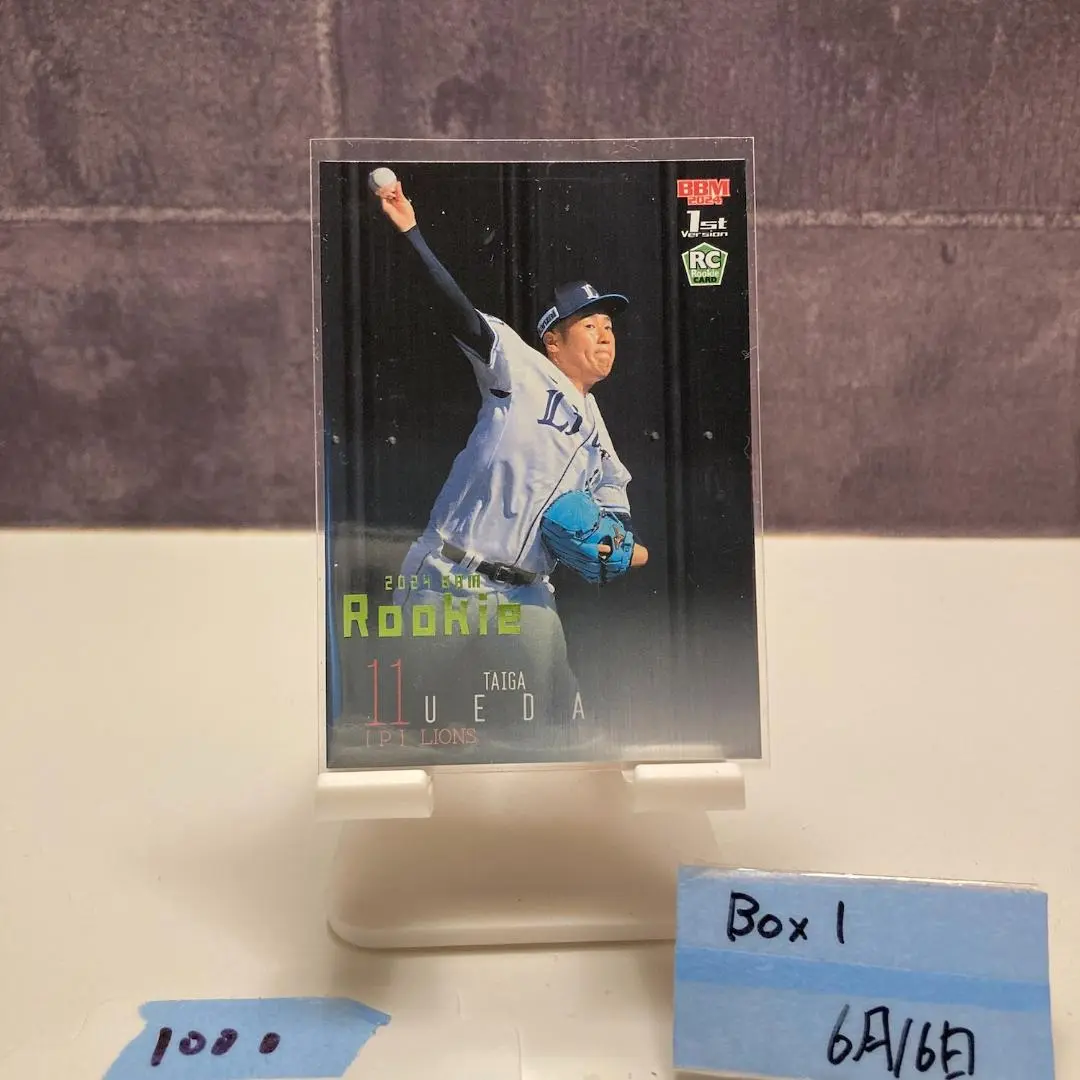 BBM
2024
1st
Version
RC
Rookie
CARD
2024 BBM
Rookie
11
TAIGA
UEDA
[P] LIONS
Box 1
6月16日